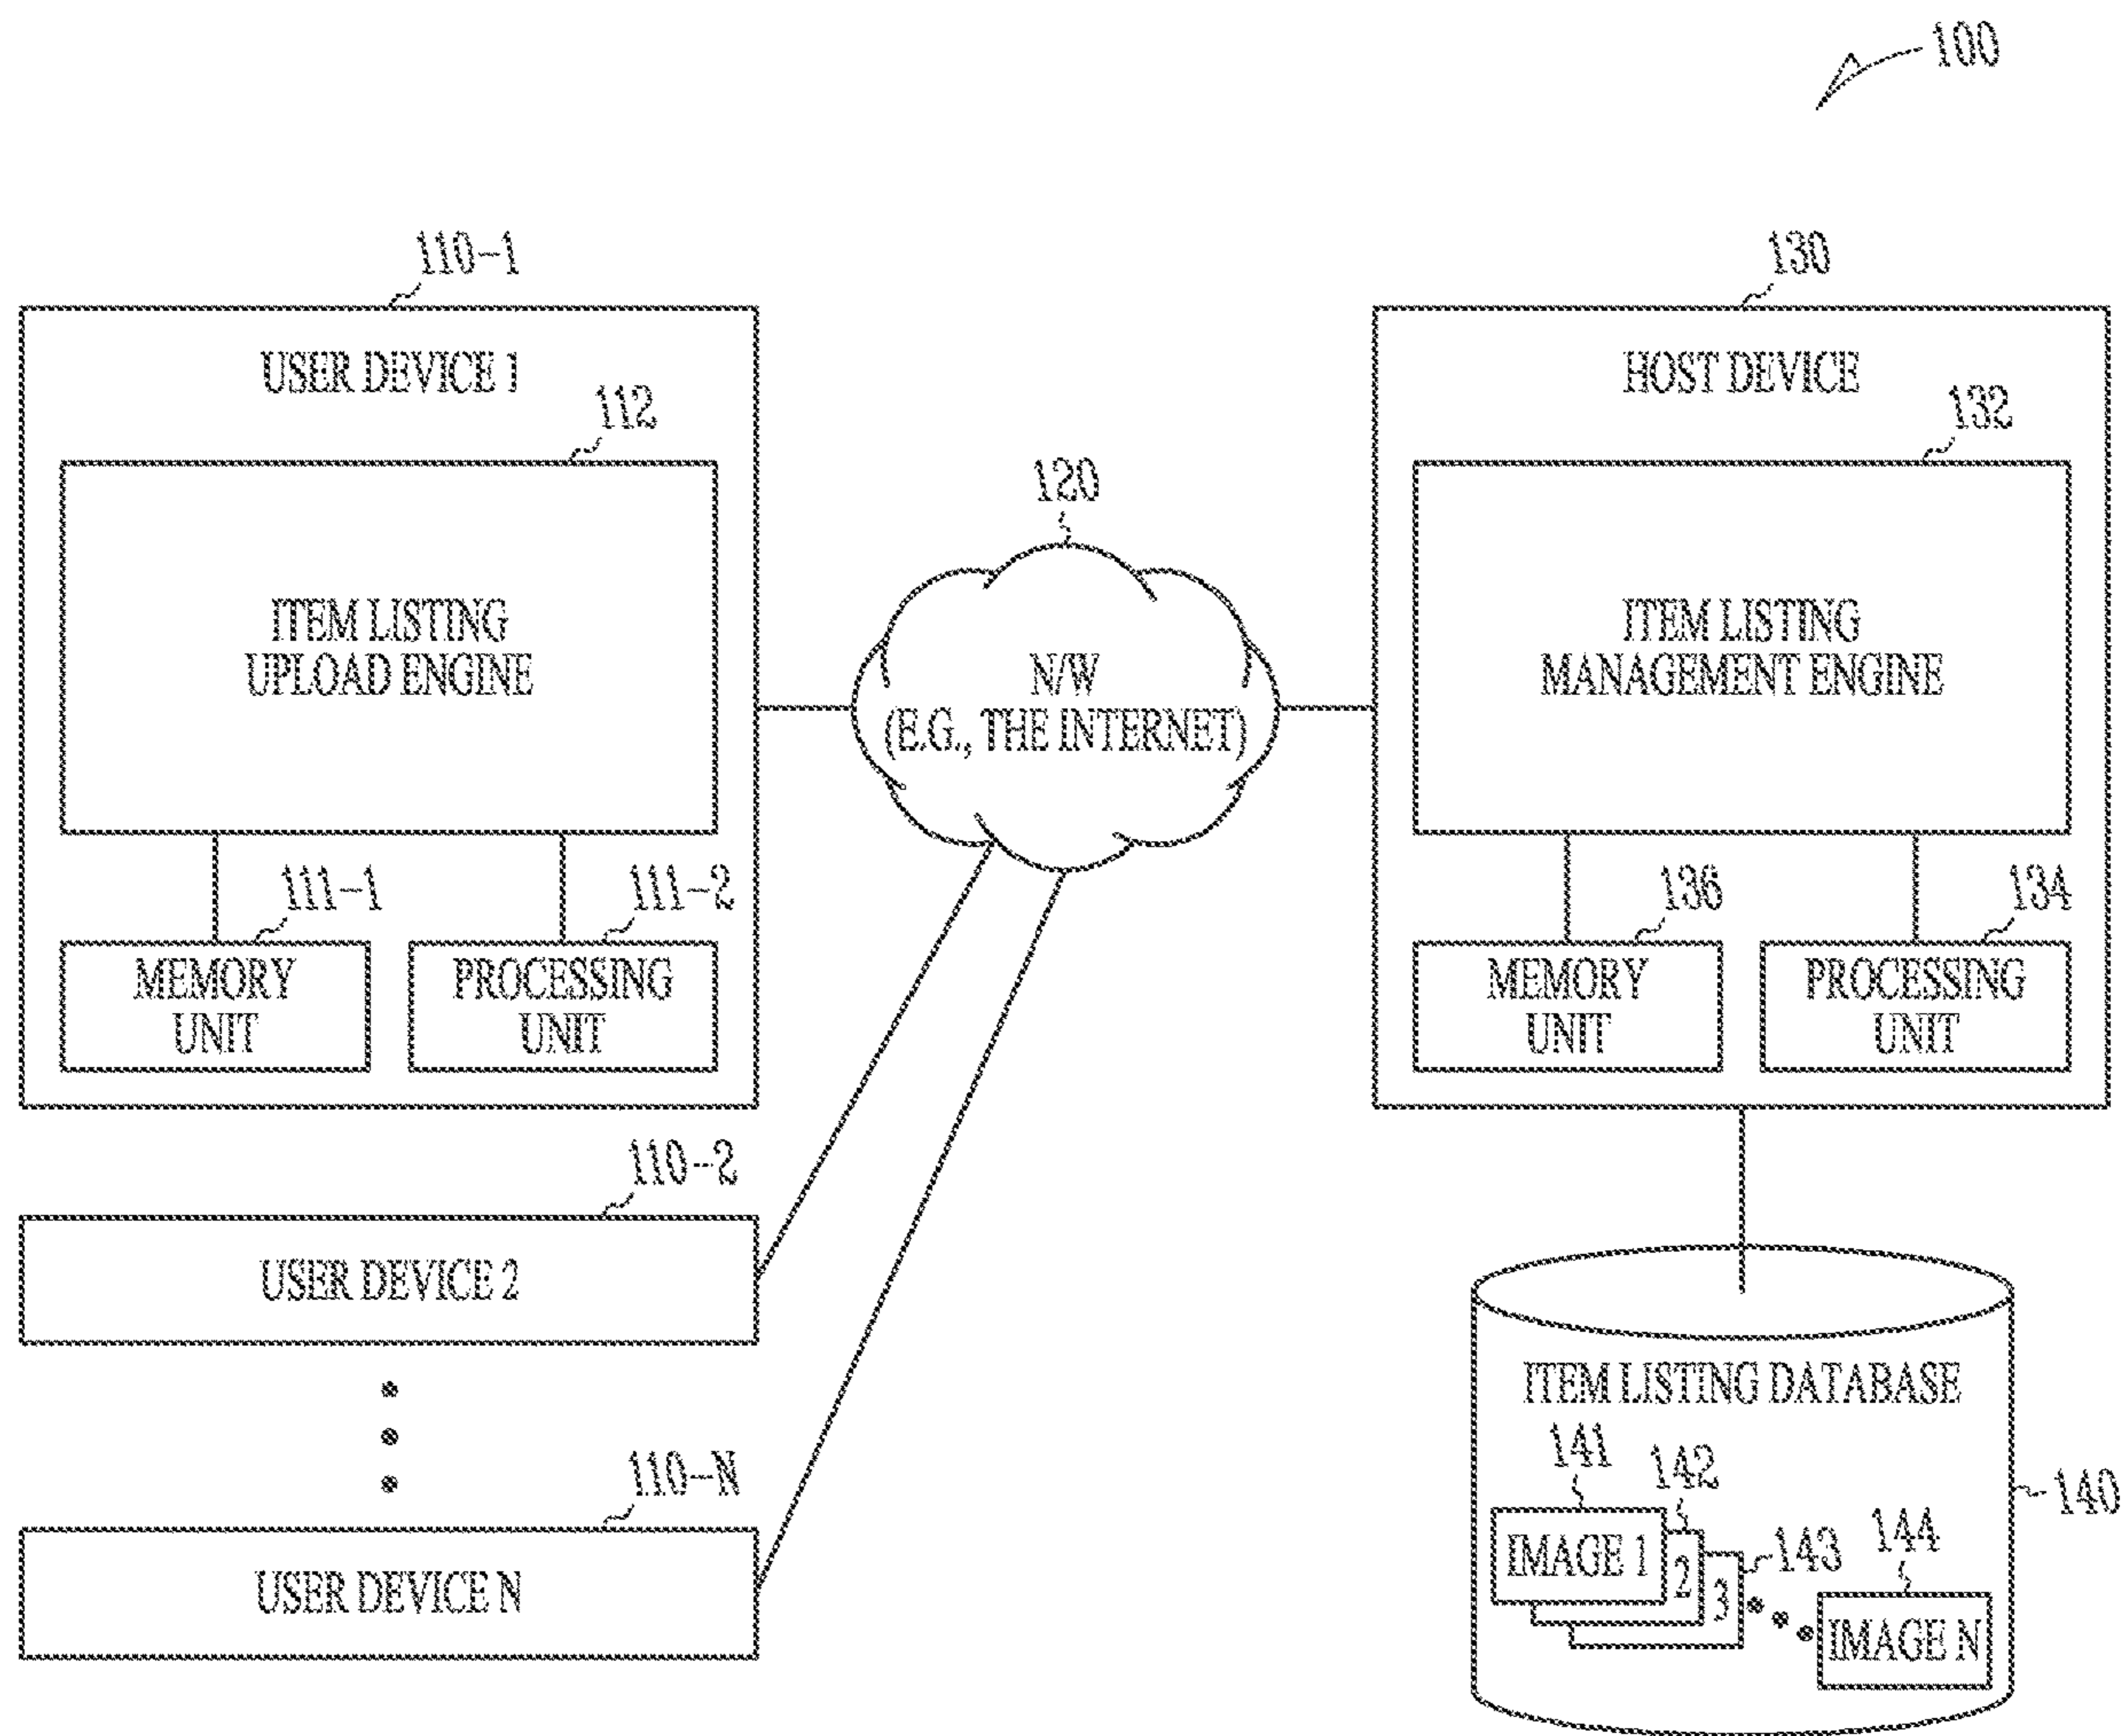 100
110-1
USER DEVICE 1
112
ITEM LISTING
UPLOAD ENGINE
111-1
MEMORY
UNIT
111-2
PROCESSING
UNIT
110-2
USER DEVICE 2
110-N
USER DEVICE N
120
N/W
(E.G., THE INTERNET)
130
HOST DEVICE
132
ITEM LISTING
MANAGEMENT ENGINE
136
MEMORY
UNIT
134
PROCESSING
UNIT
ITEM LISTING DATABASE
140
141
IMAGE 1
142
2
143
3
144
IMAGE N